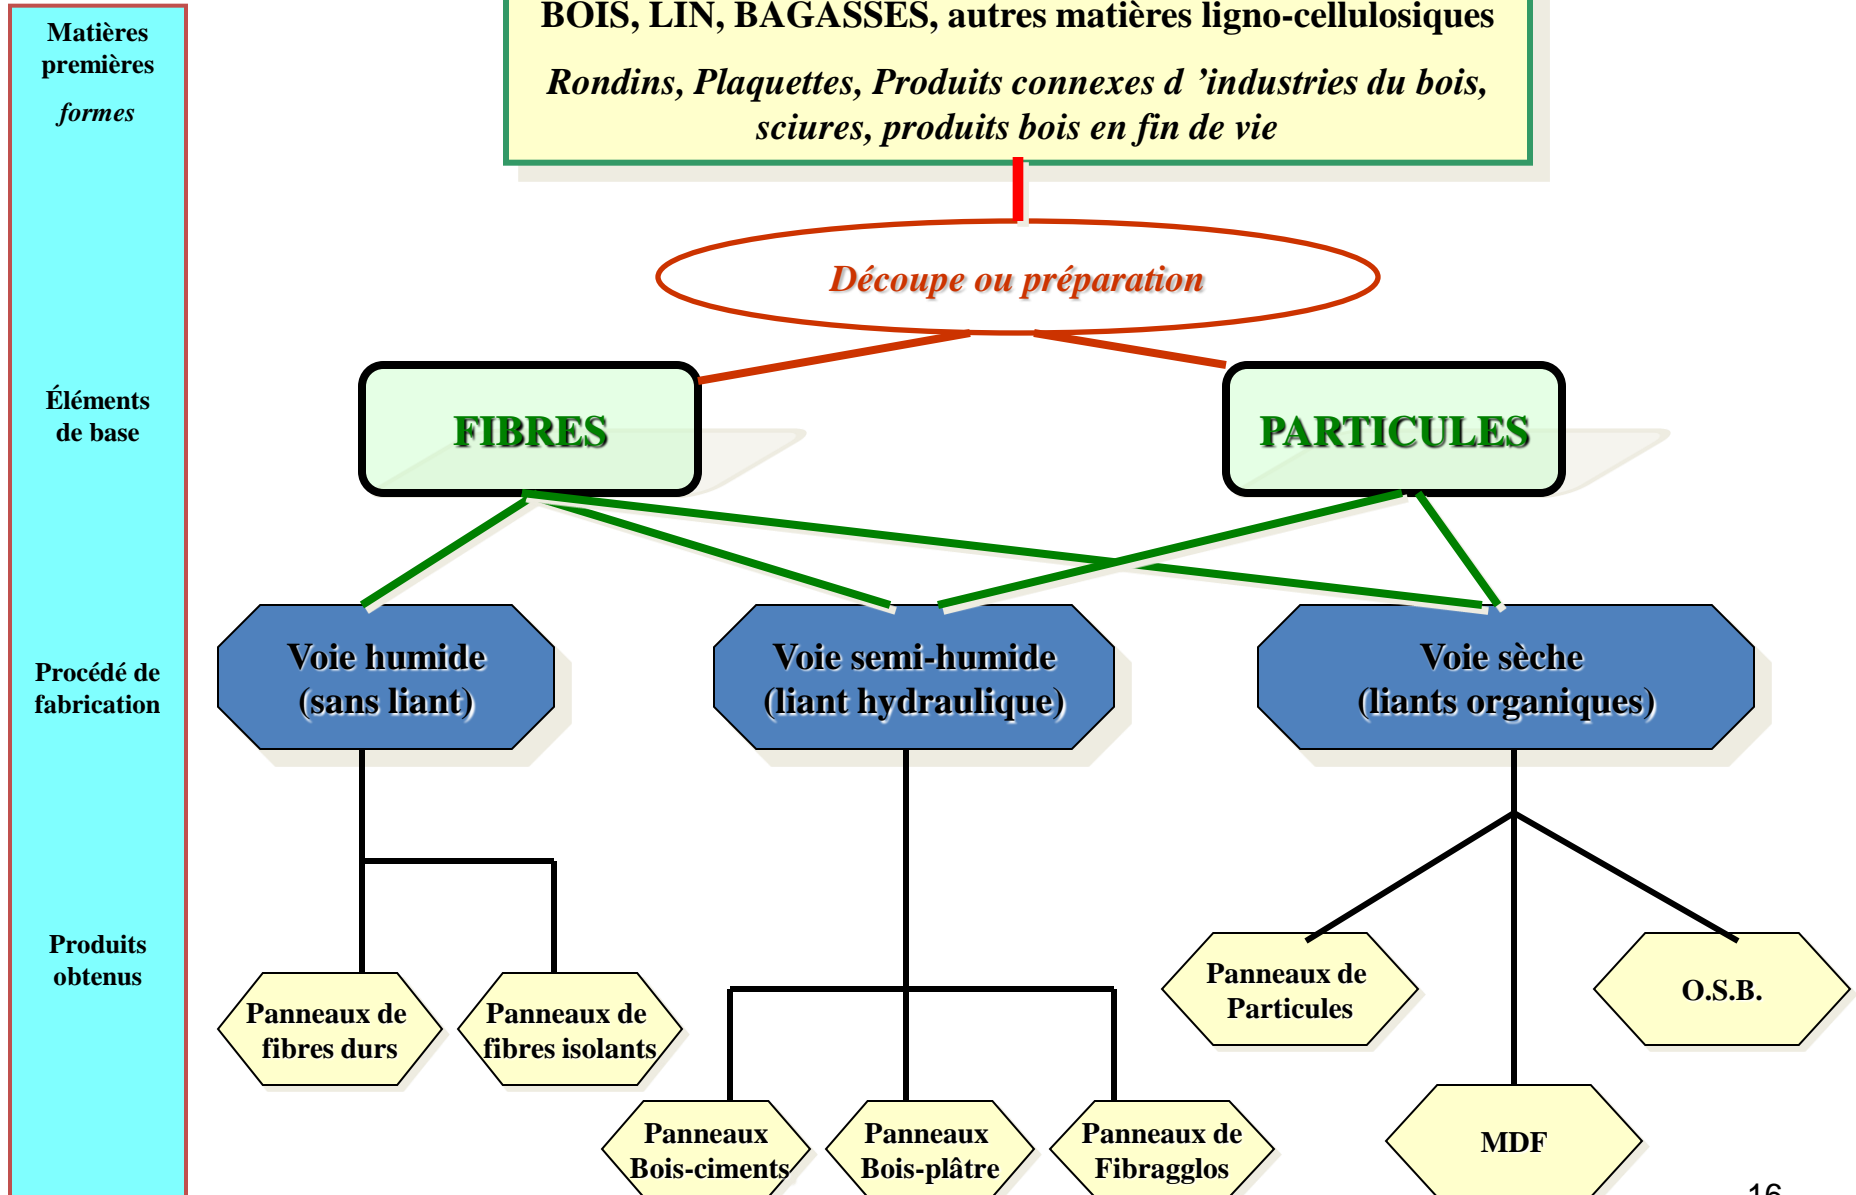 Matières
premières
formes
BOIS, LIN, BAGASSES, autres matières ligno-cellulosiques
Rondins, Plaquettes, Produits connexes d ’industries du bois,
sciures, produits bois en fin de vie
Découpe ou préparation
Éléments
de base
FIBRES
PARTICULES
Procédé de
fabrication
Voie humide
(sans liant)
Voie semi-humide
(liant hydraulique)
Voie sèche
(liants organiques)
Produits
obtenus
Panneaux de
fibres durs
Panneaux de
fibres isolants
Panneaux
Bois-ciments
Panneaux
Bois-plâtre
Panneaux de
Fibragglos
Panneaux de
Particules
MDF
O.S.B.
16